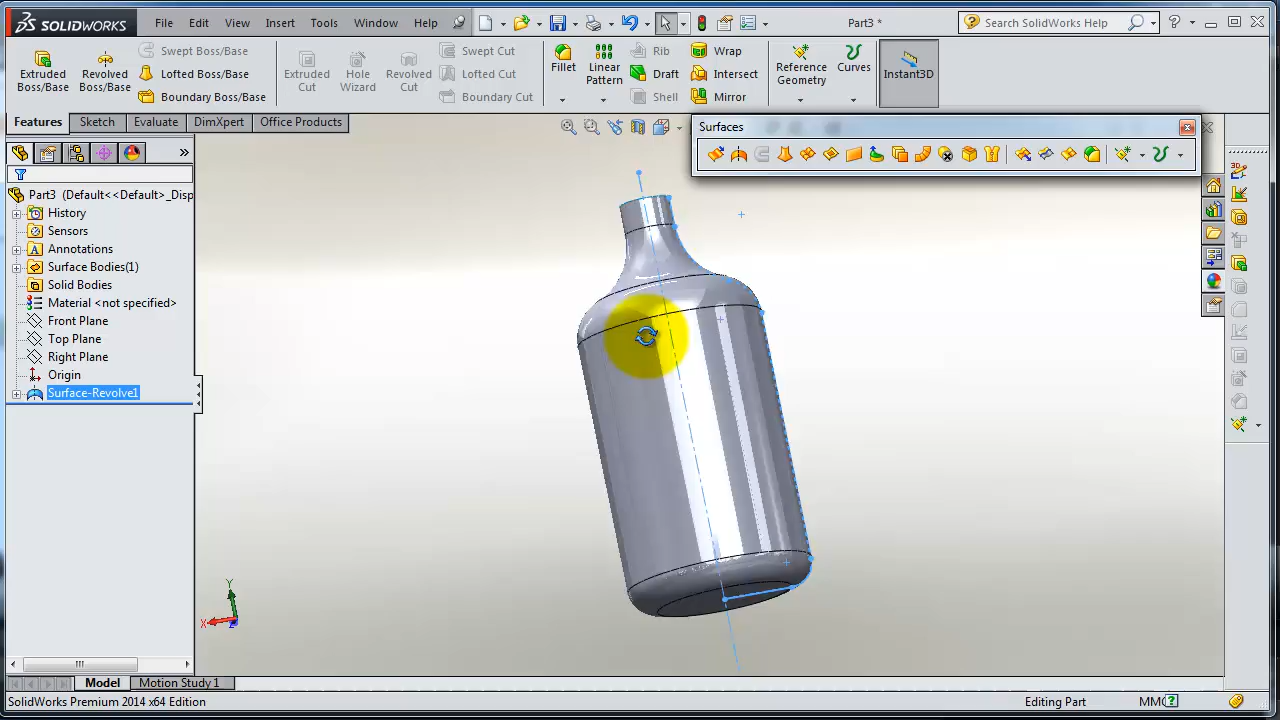 SOLIDWORKS File Edit View Insert Tools Window Help Part3 * Search SolidWorks Help
Extruded Boss/Base
Revolved Boss/Base
Swept Boss/Base
Lofted Boss/Base
Boundary Boss/Base
Extruded Cut
Hole Wizard
Revolved Cut
Swept Cut
Lofted Cut
Boundary Cut
Fillet
Linear Pattern
Rib
Draft
Shell
Wrap
Intersect
Mirror
Reference Geometry
Curves
Instant3D
Features Sketch Evaluate DimXpert Office Products
Surfaces
Part3 (Default<<Default>_Disp
History
Sensors
Annotations
Surface Bodies(1)
Solid Bodies
Material <not specified>
Front Plane
Top Plane
Right Plane
Origin
Surface-Revolve1
Y
X
Z
Model Motion Study 1
SolidWorks Premium 2014 x64 Edition Editing Part MMG